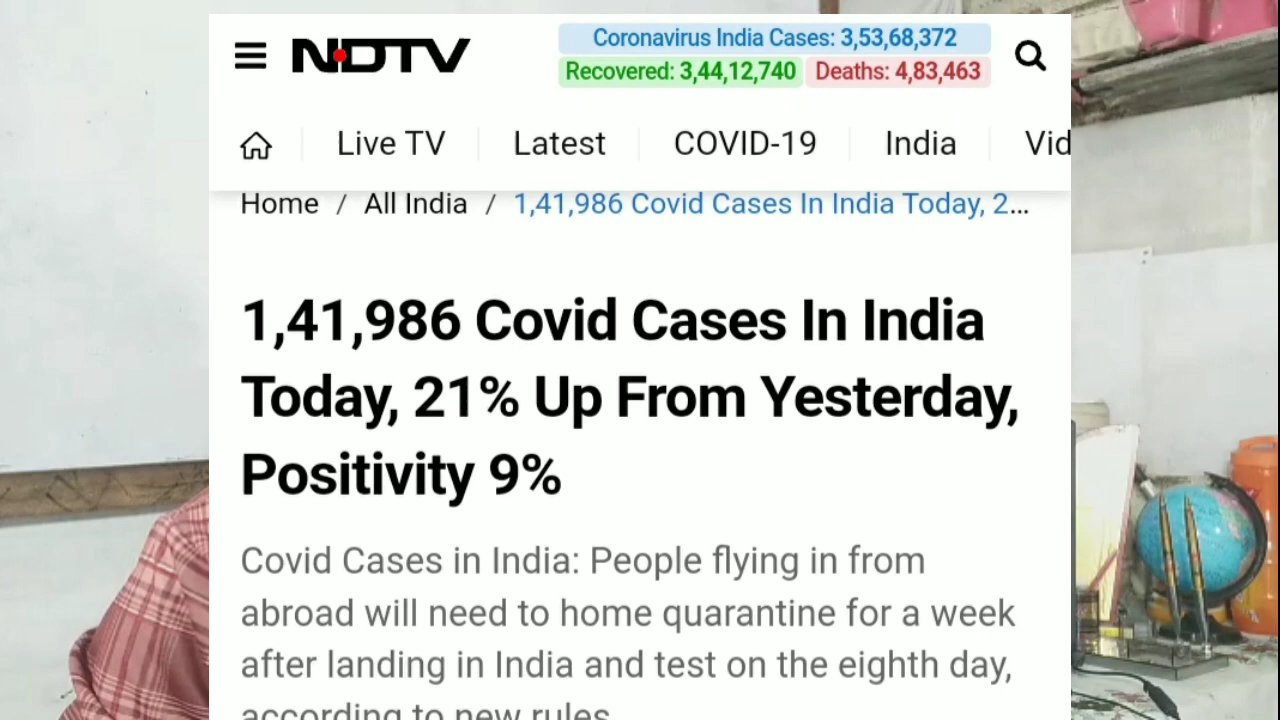 NDTV
Coronavirus India Cases: 3,53,68,372
Recovered: 3,44,12,740 Deaths: 4,83,463
Live TV Latest COVID-19 India Vid
Home / All India / 1,41,986 Covid Cases In India Today, 2...
1,41,986 Covid Cases In India
Today, 21% Up From Yesterday,
Positivity 9%
Covid Cases in India: People flying in from
abroad will need to home quarantine for a week
after landing in India and test on the eighth day,
according to new rules